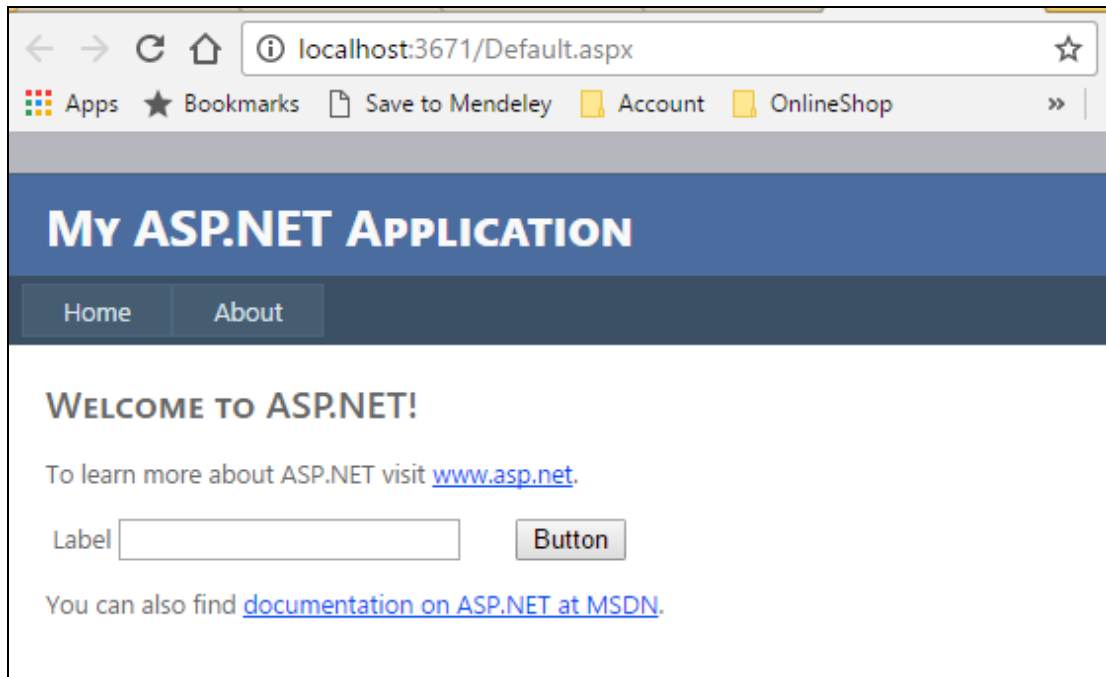 localhost:3671/Default.aspx
Apps Bookmarks Save to Mendeley Account OnlineShop »
My ASP.NET Application
Home About
Welcome to ASP.NET!
To learn more about ASP.NET visit www.asp.net.
Label Button
You can also find documentation on ASP.NET at MSDN.